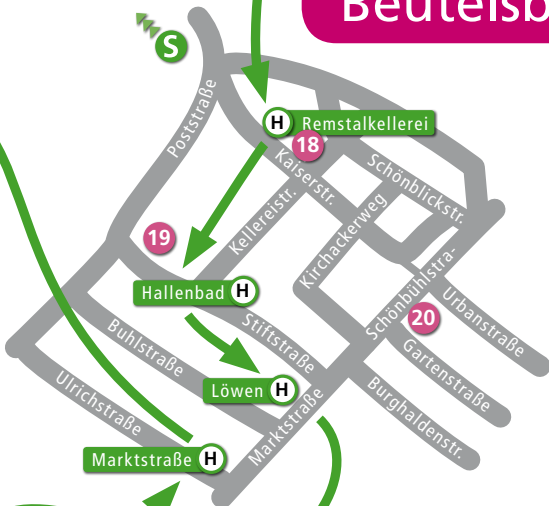 Beutelsb
S
Poststraße
H Remstalkellerei
18
Kaiserstr.
Schönblickstr.
Kellereistr.
Kirchackerweg
19
Hallenbad H
Schönbühlstra-
Urbanstraße
20
Stiftstraße
Buhlstraße
Gartenstraße
Löwen H
Ulrichstraße
Marktstraße
Burghaldenstr.
Marktstraße H